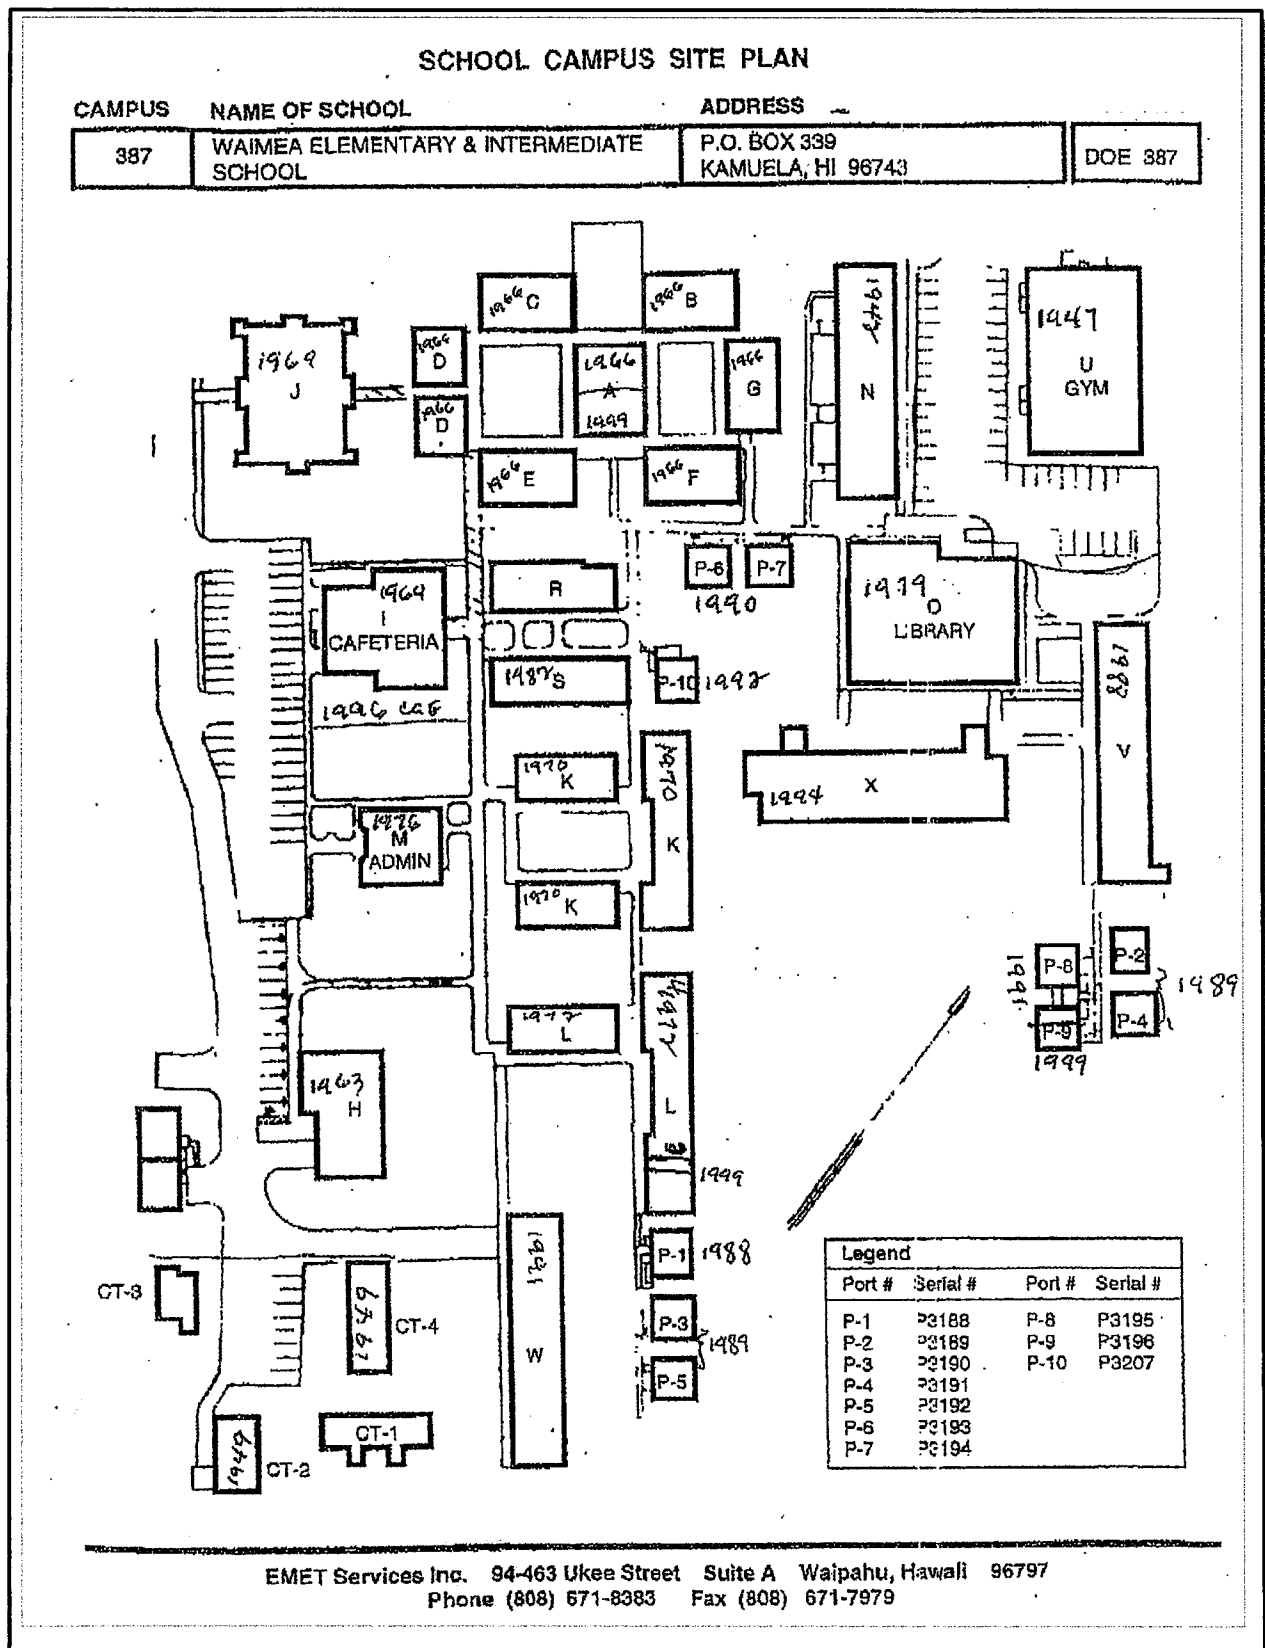 SCHOOL CAMPUS SITE PLAN
CAMPUS NAME OF SCHOOL ADDRESS
387 WAIMEA ELEMENTARY & INTERMEDIATE SCHOOL P.O. BOX 339 KAMUELA, HI 96743 DOE 387
1966 C
1966 B
1948 N
1947 U GYM
1969 J
1966 D
1966 A 1999
1966 G
1966 D
1966 E
1966 F
P-6 P-7
1990
1969 I CAFETERIA
R
1979 O LIBRARY
1987 S
P-10 1992
1996 CAF
1988 V
1970 K
1970 K
X 1994
1976 M ADMIN
1970 K
P-8
P-2
P-9
P-4
1989
1999
1972 L
L
1963 H
1999
P-1 1988
W
CT-3
CT-4
P-3
P-5
1989
CT-1
1949 CT-2
Legend
Port # Serial # Port # Serial #
P-1 P3188 P-8 P3195
P-2 P3189 P-9 P3196
P-3 P3190 P-10 P3207
P-4 P3191
P-5 P3192
P-6 P3193
P-7 P3194
EMET Services Inc. 94-463 Ukee Street Suite A Waipahu, Hawaii 96797
Phone (808) 671-8383 Fax (808) 671-7979